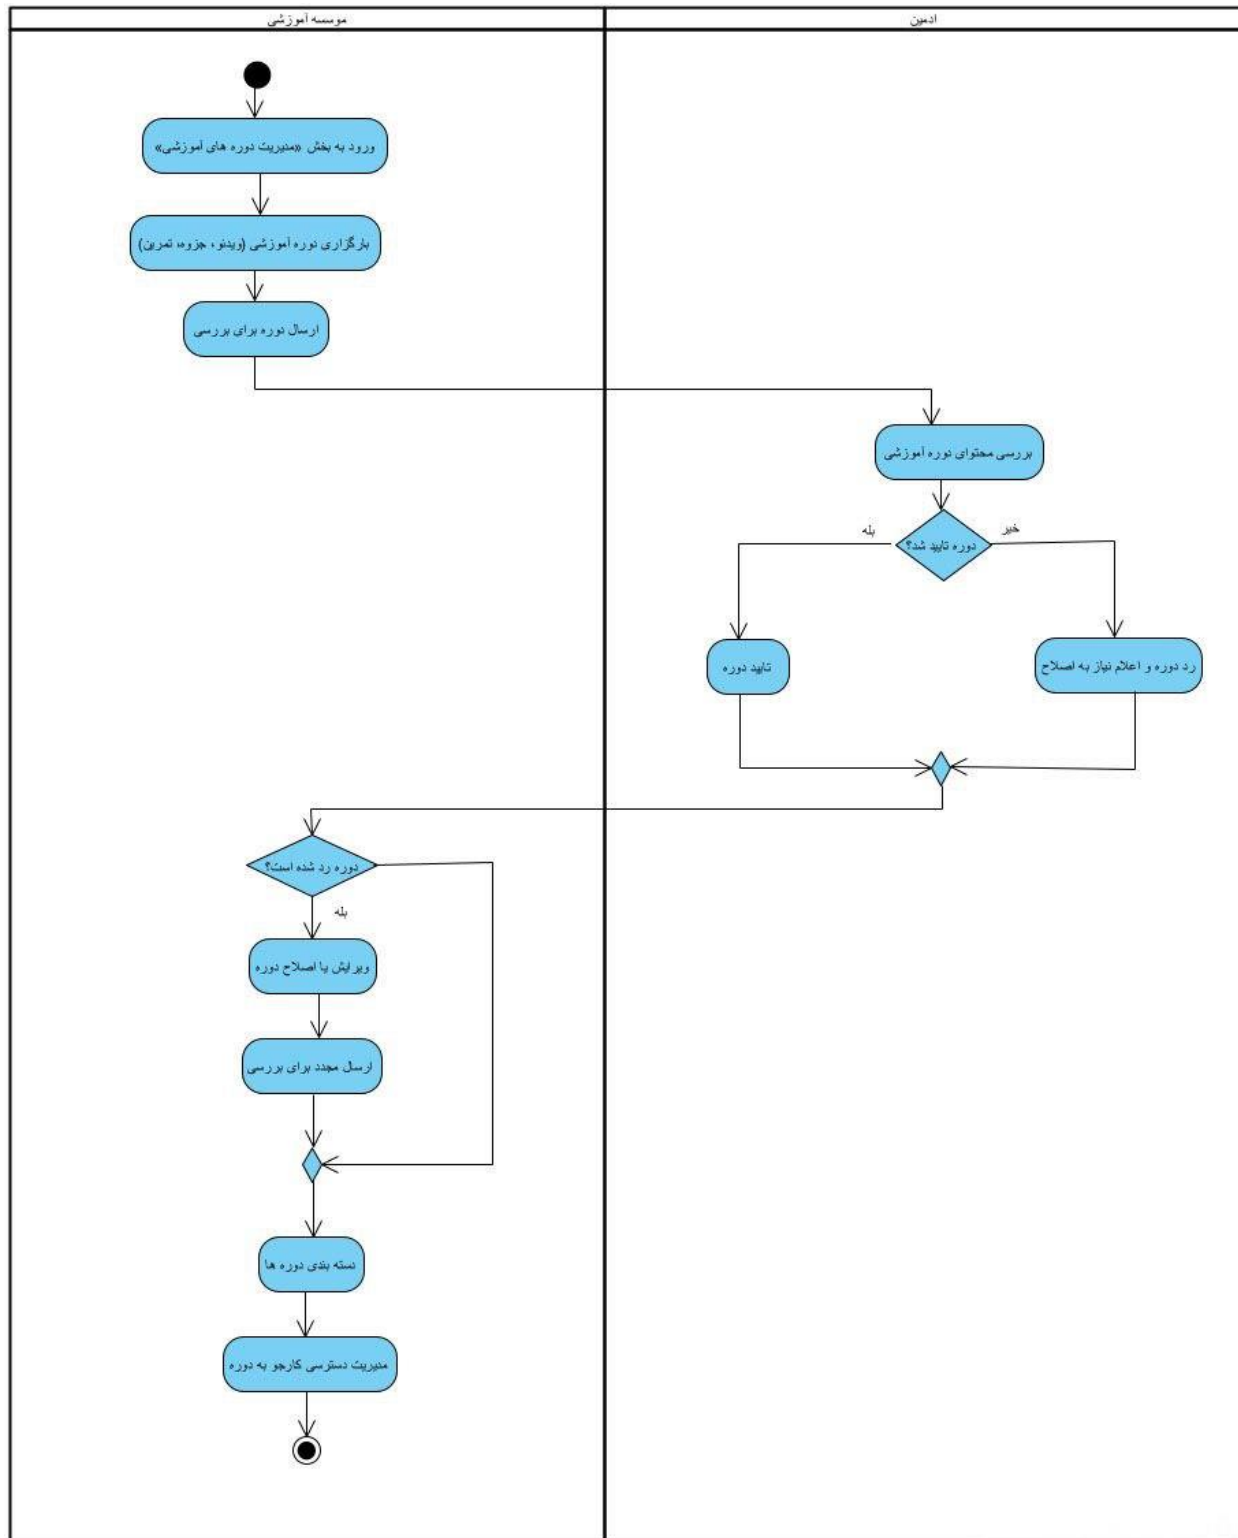 موسسه آموزشی
ادمین
ورود به بخش «مدیریت دوره های آموزشی»
بارگزاری دوره آموزشی (ویدئو ، جزوه، تمرین)
ارسال دوره برای بررسی
بررسی محتوای دوره آموزشی
دوره تایید شد؟
خیر
بله
رد دوره و اعلام نیاز به اصلاح
تایید دوره
دوره رد شده است؟
بله
ویرایش یا اصلاح دوره
ارسال مجدد برای بررسی
دسته بندی دوره ها
مدیریت دسترسی کارجو به دوره